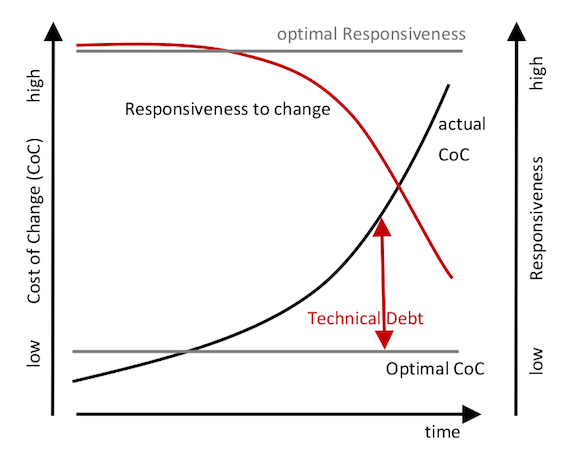 optimal Responsiveness
high
high
Responsiveness to change
actual
CoC
Cost of Change (CoC)
Responsiveness
Technical Debt
low
low
Optimal CoC
time